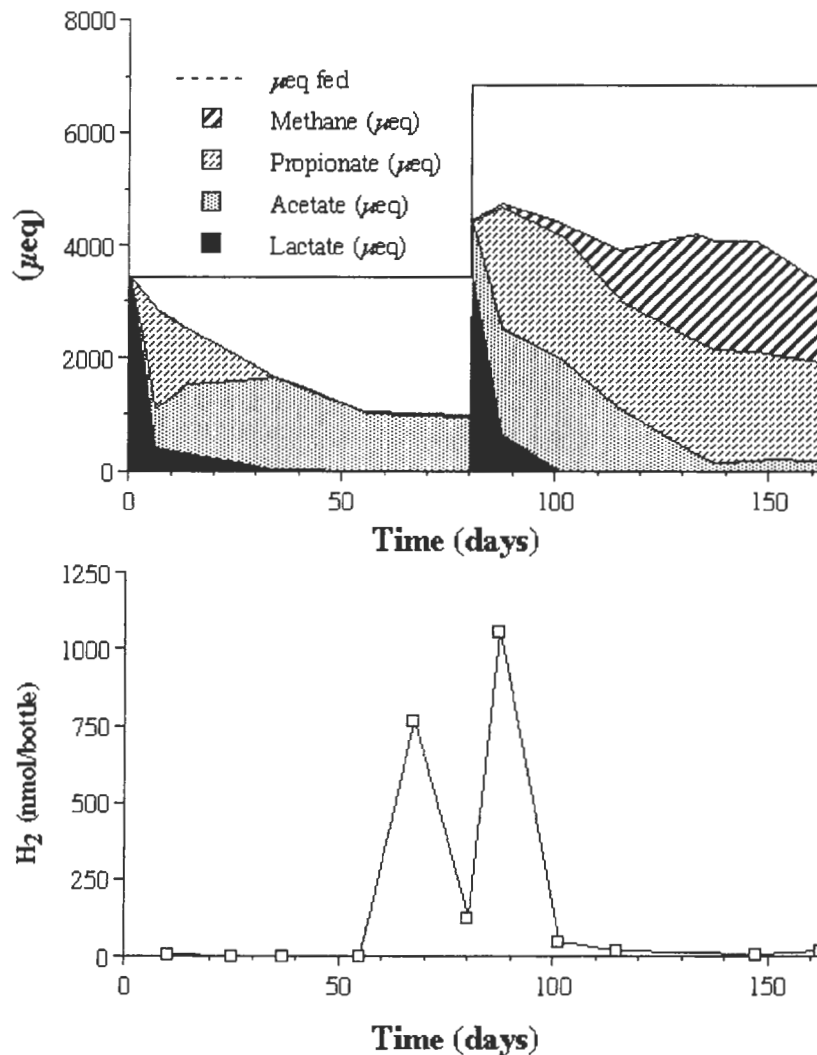 8000
6000
4000
2000
0
(µeq)
µeq fed
Methane (µeq)
Propionate (µeq)
Acetate (µeq)
Lactate (µeq)
0 50 100 150
Time (days)
1250
1000
750
500
250
0
H2 (nmol/bottle)
0 50 100 150
Time (days)